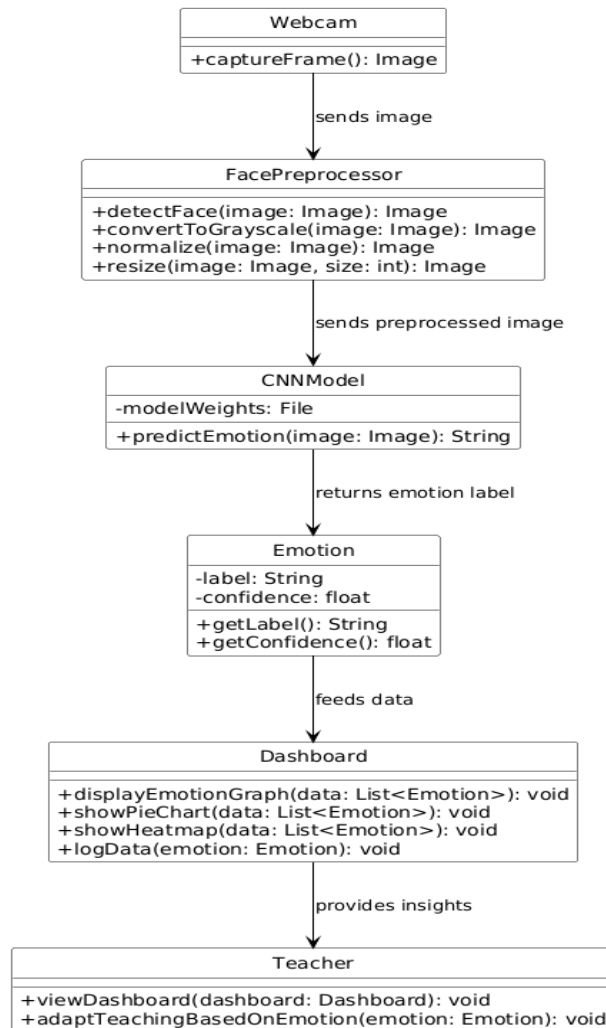 Webcam
+captureFrame(): Image
sends image
FacePreprocessor
+detectFace(image: Image): Image
+convertToGrayscale(image: Image): Image
+normalize(image: Image): Image
+resize(image: Image, size: int): Image
sends preprocessed image
CNNModel
-modelWeights: File
+predictEmotion(image: Image): String
returns emotion label
Emotion
-label: String
-confidence: float
+getLabel(): String
+getConfidence(): float
feeds data
Dashboard
+displayEmotionGraph(data: List<Emotion>): void
+showPieChart(data: List<Emotion>): void
+showHeatmap(data: List<Emotion>): void
+logData(emotion: Emotion): void
provides insights
Teacher
+viewDashboard(dashboard: Dashboard): void
+adaptTeachingBasedOnEmotion(emotion: Emotion): void